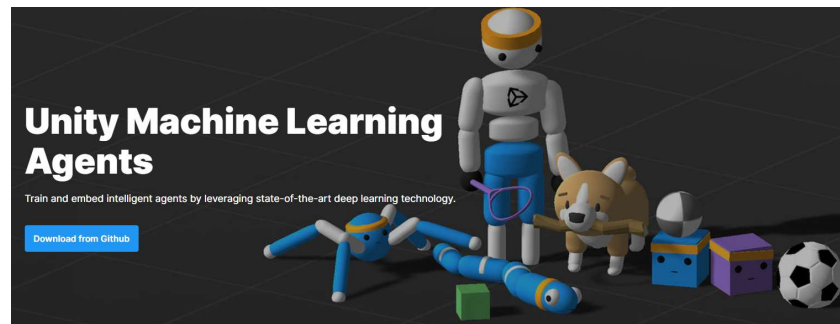 Unity Machine Learning
Agents
Train and embed intelligent agents by leveraging state-of-the-art deep learning technology.
Download from Github